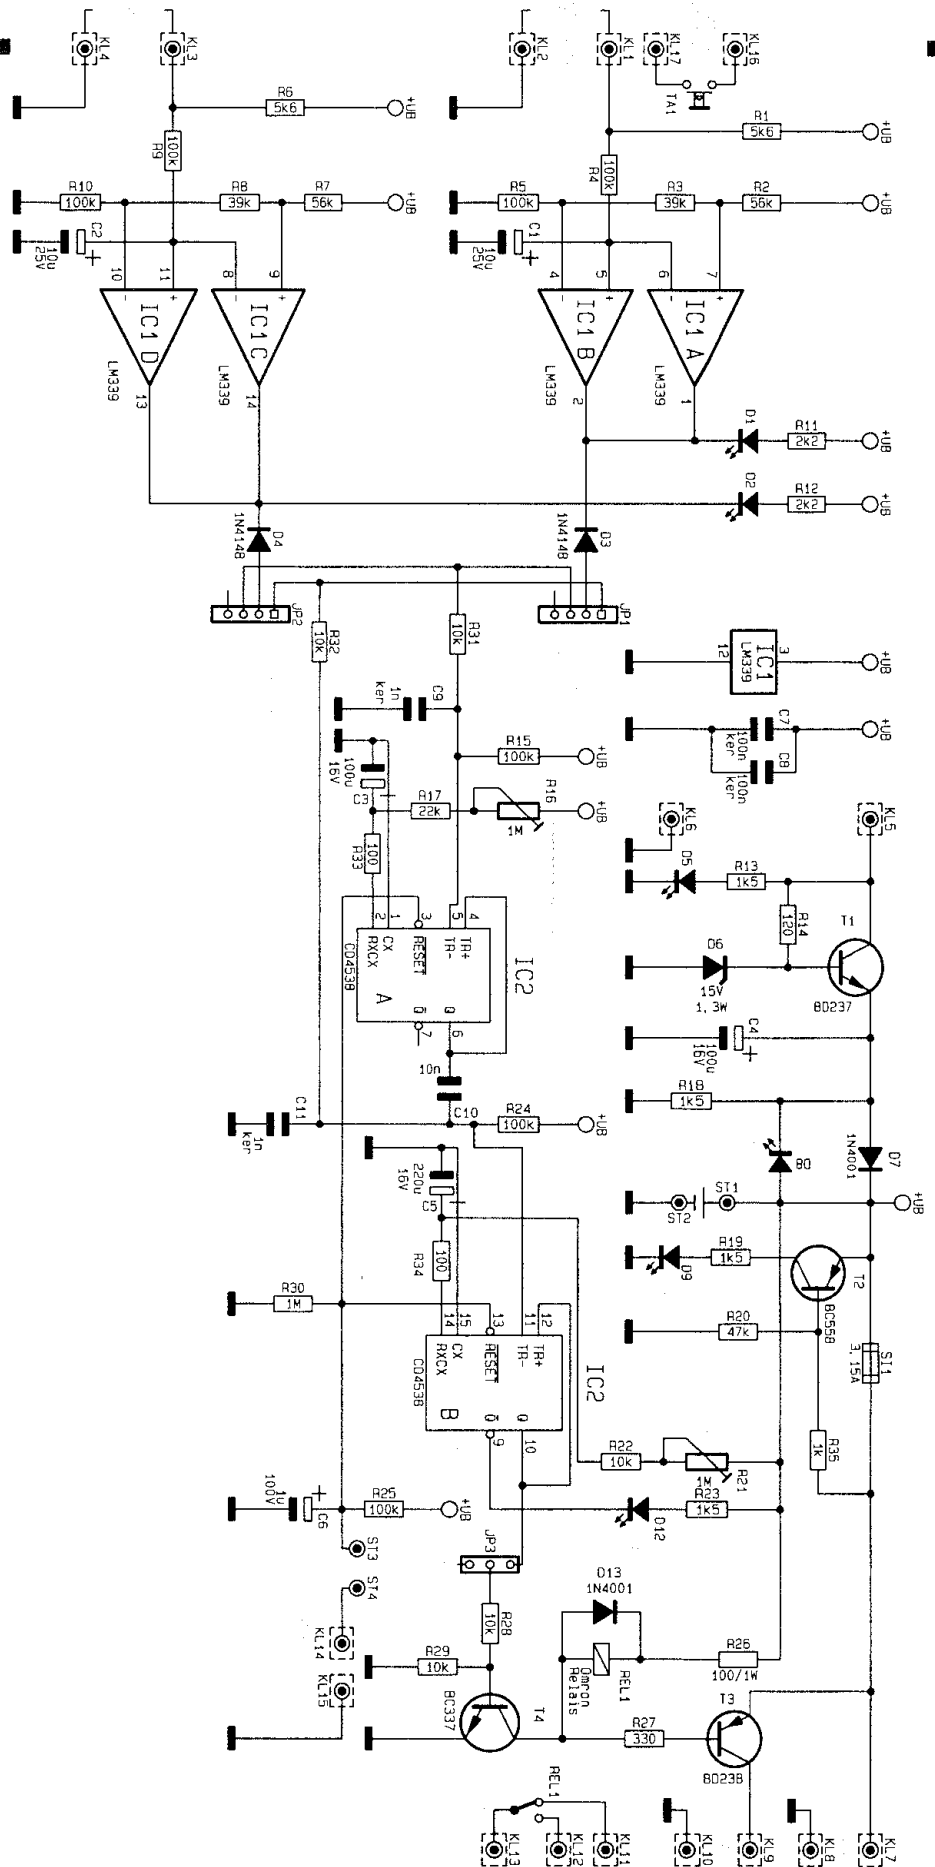 KL4
KL3
KL2
KL1
KL17
KL16
TA1
R6
5k6
+UB
R1
5k6
+UB
100k
R9
100k
R4
R10
100k
R8
39k
R7
56k
+UB
R5
100k
R3
39k
R2
56k
+UB
C2
10u
25V
+
C1
10u
25V
+
10
11
8
9
4
5
6
7
-
+
-
+
-
+
-
+
IC1 D
LM339
IC1 C
LM339
IC1 B
LM339
IC1 A
LM339
13
14
2
1
D1
R11
2k2
+UB
D2
R12
2k2
+UB
D4
1N4148
D3
1N4148
JP2
JP1
R32
10k
R31
10k
3
IC1
LM339
12
+UB
C9
1n
ker
C7
100n
ker
C8
100n
ker
+UB
R15
100k
+UB
100u
16V
C3
R17
22k
R16
1M
+UB
100
R33
KL6
KL5
D5
R13
1k5
R14
120
T1
BD237
D6
15V
1,3W
2
1
3
5
4
RXCX
CX
RESET
TR-
TR+
CD4538
A
IC2
Q
Q
7
6
C4
100u
16V
+
10n
C10
R18
1k5
C11
1n
ker
R24
100k
+UB
D8
D7
1N4001
220u
16V
C5
ST2
ST1
+UB
100
R34
R19
1k5
D9
T2
BC558
R30
1M
R20
47k
SI1
3,15A
14
15
13
11
12
RXCX
CX
RESET
TR-
TR+
CD4538
B
IC2
Q
Q
9
10
R22
10k
R21
1M
R35
1k
1u
100V
C6
+
R25
100k
+UB
D12
R23
1k5
ST3
ST4
JP3
D13
1N4001
R28
10k
KL14
KL15
R29
10k
REL1
Omron
Relais
R26
100/1W
BC337
T4
R27
330
T3
BD238
REL1
KL13
KL12
KL11
KL10
KL9
KL8
KL7